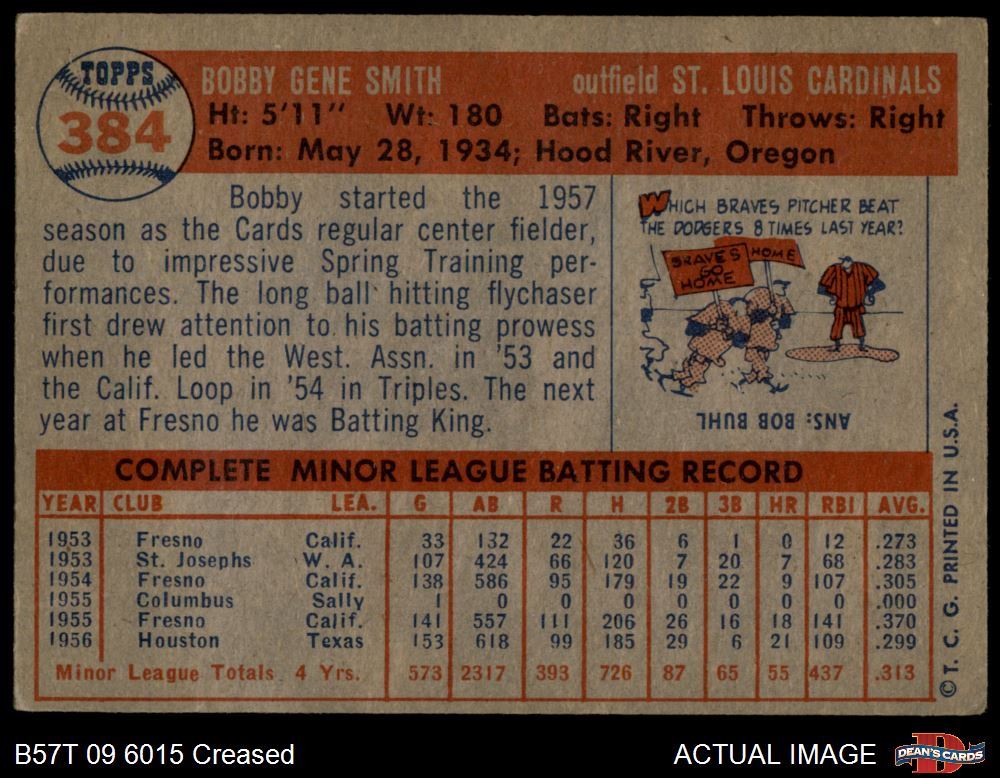 TOPPS
384
BOBBY GENE SMITH outfield ST. LOUIS CARDINALS
Ht: 5'11" Wt: 180 Bats: Right Throws: Right
Born: May 28, 1934; Hood River, Oregon
Bobby started the 1957
season as the Cards regular center fielder,
due to impressive Spring Training per-
formances. The long ball hitting flychaser
first drew attention to his batting prowess
when he led the West. Assn. in '53 and
the Calif. Loop in '54 in Triples. The next
year at Fresno he was Batting King.
WHICH BRAVES PITCHER BEAT
THE DODGERS 8 TIMES LAST YEAR?
BRAVES
GO
HOME
HOME
ANS: BOB BUHL
COMPLETE MINOR LEAGUE BATTING RECORD
YEAR CLUB LEA. G AB R H 2B 3B HR RBI AVG.
1953 Fresno Calif. 33 132 22 36 6 1 0 12 .273
1953 St. Josephs W. A. 107 424 66 120 7 20 7 68 .283
1954 Fresno Calif. 138 586 95 179 19 22 9 107 .305
1955 Columbus Sally 1 0 0 0 0 0 0 0 .000
1955 Fresno Calif. 141 557 111 206 26 16 18 141 .370
1956 Houston Texas 153 618 99 185 29 6 21 109 .299
Minor League Totals 4 Yrs. 573 2317 393 726 87 65 55 437 .313
© T. C. G. PRINTED IN U.S.A.
B57T 09 6015 Creased
ACTUAL IMAGE
DEAN'S CARDS